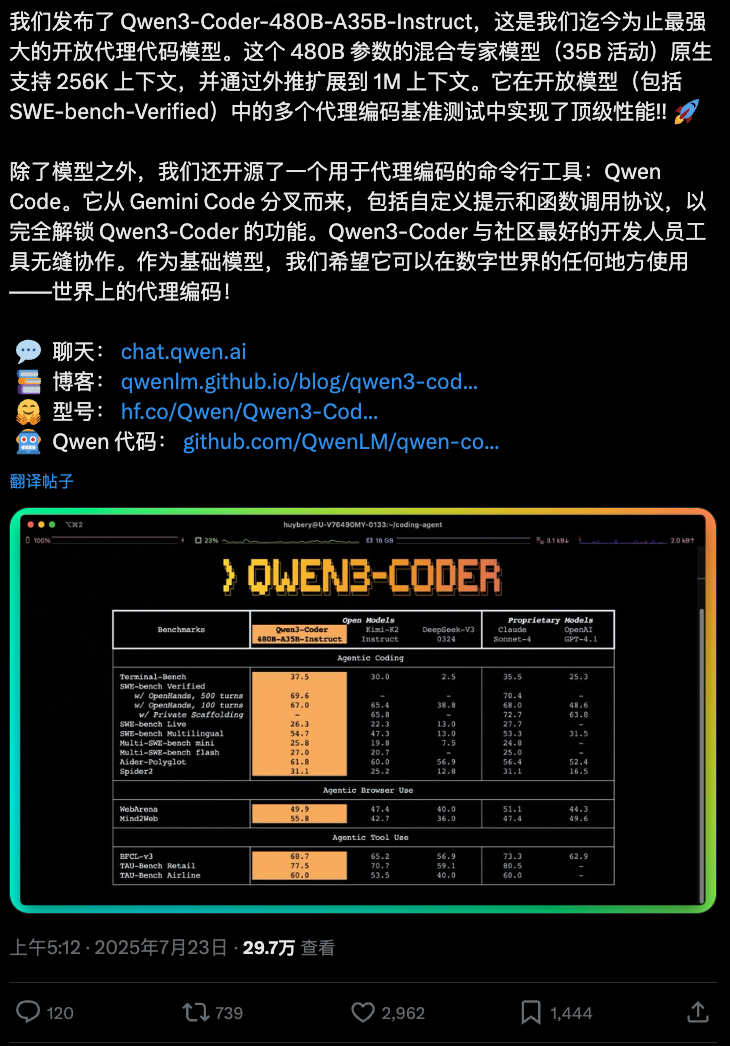 我们发布了 Qwen3-Coder-480B-A35B-Instruct，这是我们迄今为止最强
大的开放代理代码模型。这个 480B 参数的混合专家模型（35B 活动）原生
支持 256K 上下文，并通过外推扩展到 1M 上下文。它在开放模型（包括
SWE-bench-Verified）中的多个代理编码基准测试中实现了顶级性能!! 🚀
除了模型之外，我们还开源了一个用于代理编码的命令行工具：Qwen
Code。它从 Gemini Code 分叉而来，包括自定义提示和函数调用协议，以
完全解锁 Qwen3-Coder 的功能。Qwen3-Coder 与社区最好的开发人员工
具无缝协作。作为基础模型，我们希望它可以在数字世界的任何地方使用
——世界上的代理编码！
💬 聊天： chat.qwen.ai
📚 博客： qwenlm.github.io/blog/qwen3-cod…
🤗 型号： hf.co/Qwen/Qwen3-Cod…
🤖 Qwen 代码： github.com/QwenLM/qwen-co…
翻译帖子
⌥⌘2 huybery@U-V76490MY-0133:~/coding-agent
100% 23% 16 GB 3.1 kB↓ 2.0 kB↑
❯ QWEN3-CODER
Open Models Proprietary Models
Benchmarks Qwen3-Coder Kimi-K2 DeepSeek-V3 Claude OpenAI
480B-A35B-Instruct Instruct 0324 Sonnet-4 GPT-4.1
Agentic Coding
Terminal-Bench 37.5 30.0 2.5 35.5 25.3
SWE-bench Verified
w/ OpenHands, 500 turns 69.6 – – 70.4 –
w/ OpenHands, 100 turns 67.0 65.4 38.8 68.0 48.6
w/ Private Scaffolding – 65.8 – 72.7 63.8
SWE-bench Live 26.3 22.3 13.0 27.7 –
SWE-bench Multilingual 54.7 47.3 13.0 53.3 31.5
Multi-SWE-bench mini 25.8 19.8 7.5 24.8 –
Multi-SWE-bench flash 27.0 20.7 – 25.0 –
Aider-Polyglot 61.8 60.0 56.9 56.4 52.4
Spider2 31.1 25.2 12.8 31.1 16.5
Agentic Browser Use
WebArena 49.9 47.4 40.0 51.1 44.3
Mind2Web 55.8 42.7 36.0 47.4 49.6
Agentic Tool Use
BFCL-v3 68.7 65.2 56.9 73.3 62.9
TAU-Bench Retail 77.5 70.7 59.1 80.5 –
TAU-Bench Airline 60.0 53.5 40.0 60.0 –
上午5:12 · 2025年7月23日 · 29.7万 查看
120 739 2,962 1,444